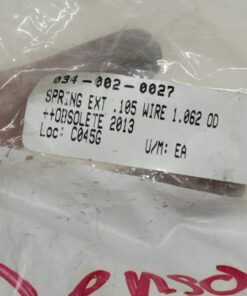 034-002-0027
SPRING EXT .105 WIRE 1.062 OD
++OBSOLETE 2013
Loc: C045G U/M: EA